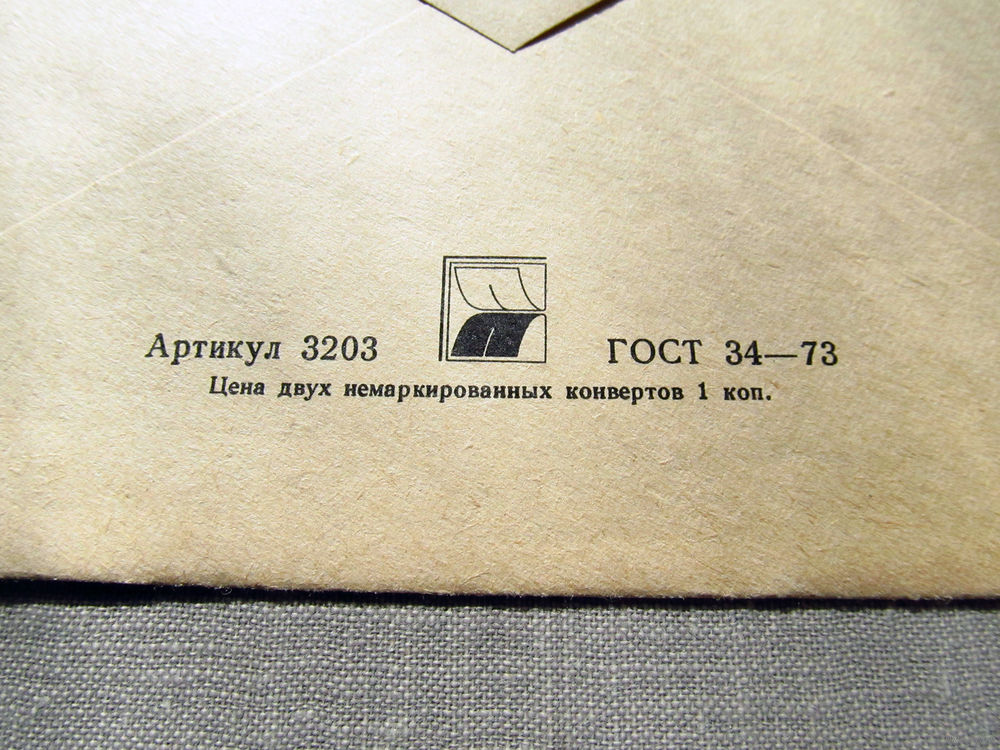 Артикул 3203 ГОСТ 34—73
Цена двух немаркированных конвертов 1 коп.